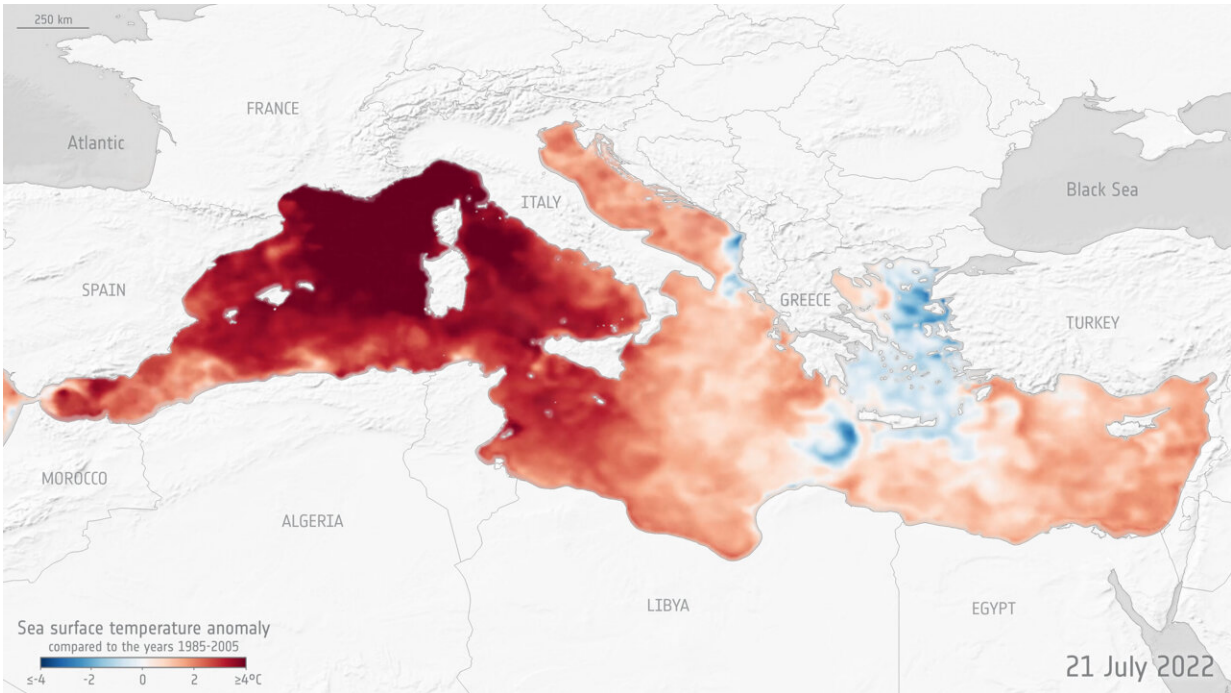 250 km
FRANCE
Atlantic
Black Sea
ITALY
SPAIN
GREECE
TURKEY
MOROCCO
ALGERIA
LIBYA
EGYPT
Sea surface temperature anomaly
compared to the years 1985-2005
≤-4 -2 0 2 ≥4ºC
21 July 2022